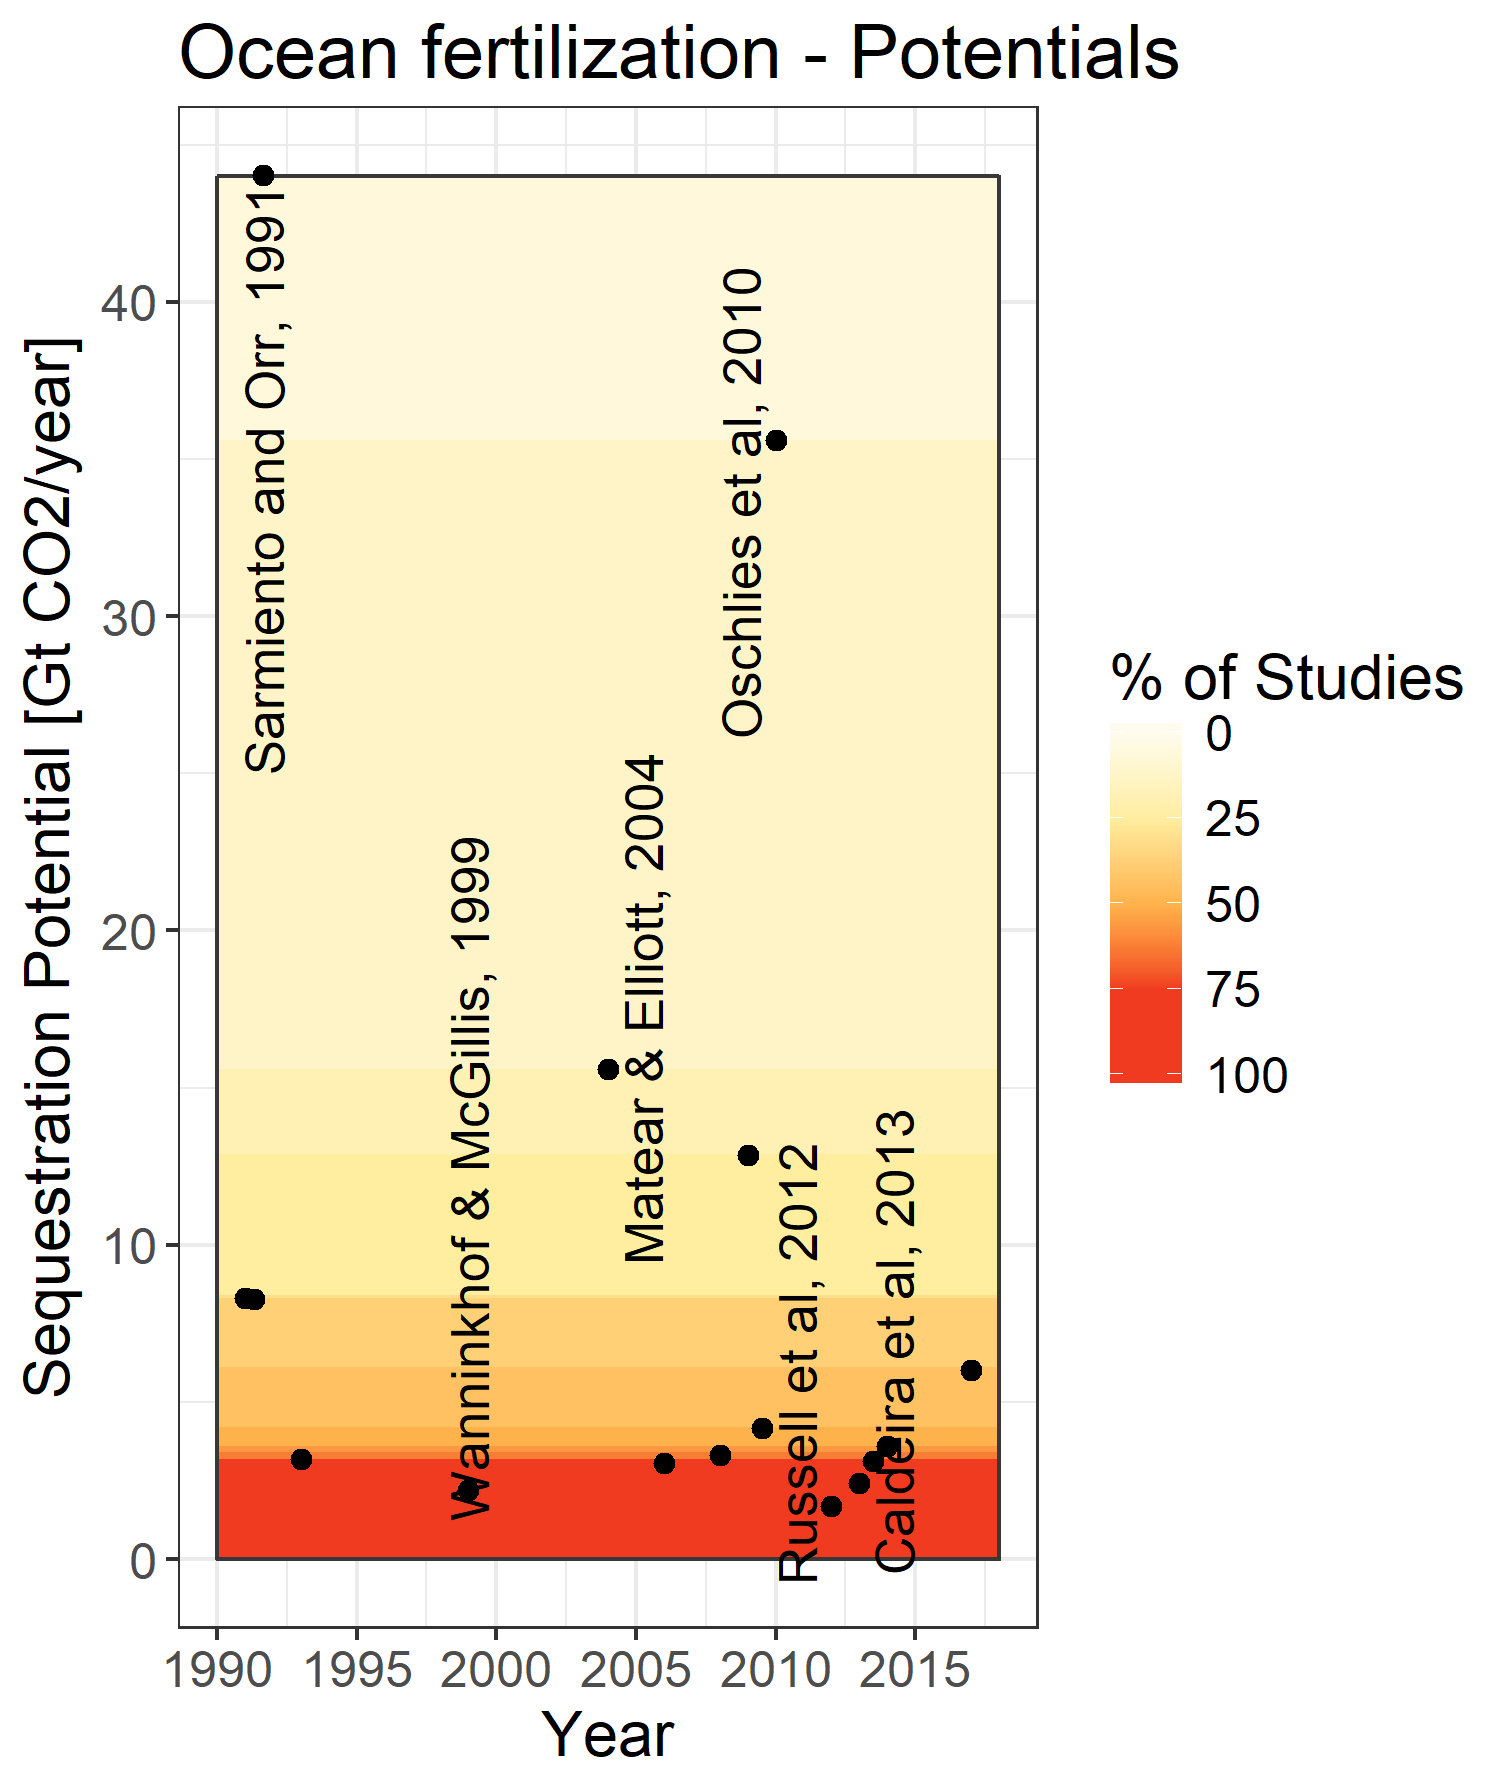 Ocean fertilization - Potentials
Sequestration Potential [Gt CO2/year]
40
30
20
10
0
Sarmiento and Orr, 1991
Wanninkhof & McGillis, 1999
Matear & Elliott, 2004
Oschlies et al, 2010
Russell et al, 2012
Caldeira et al, 2013
1990 1995 2000 2005 2010 2015
Year
% of Studies
0
25
50
75
100